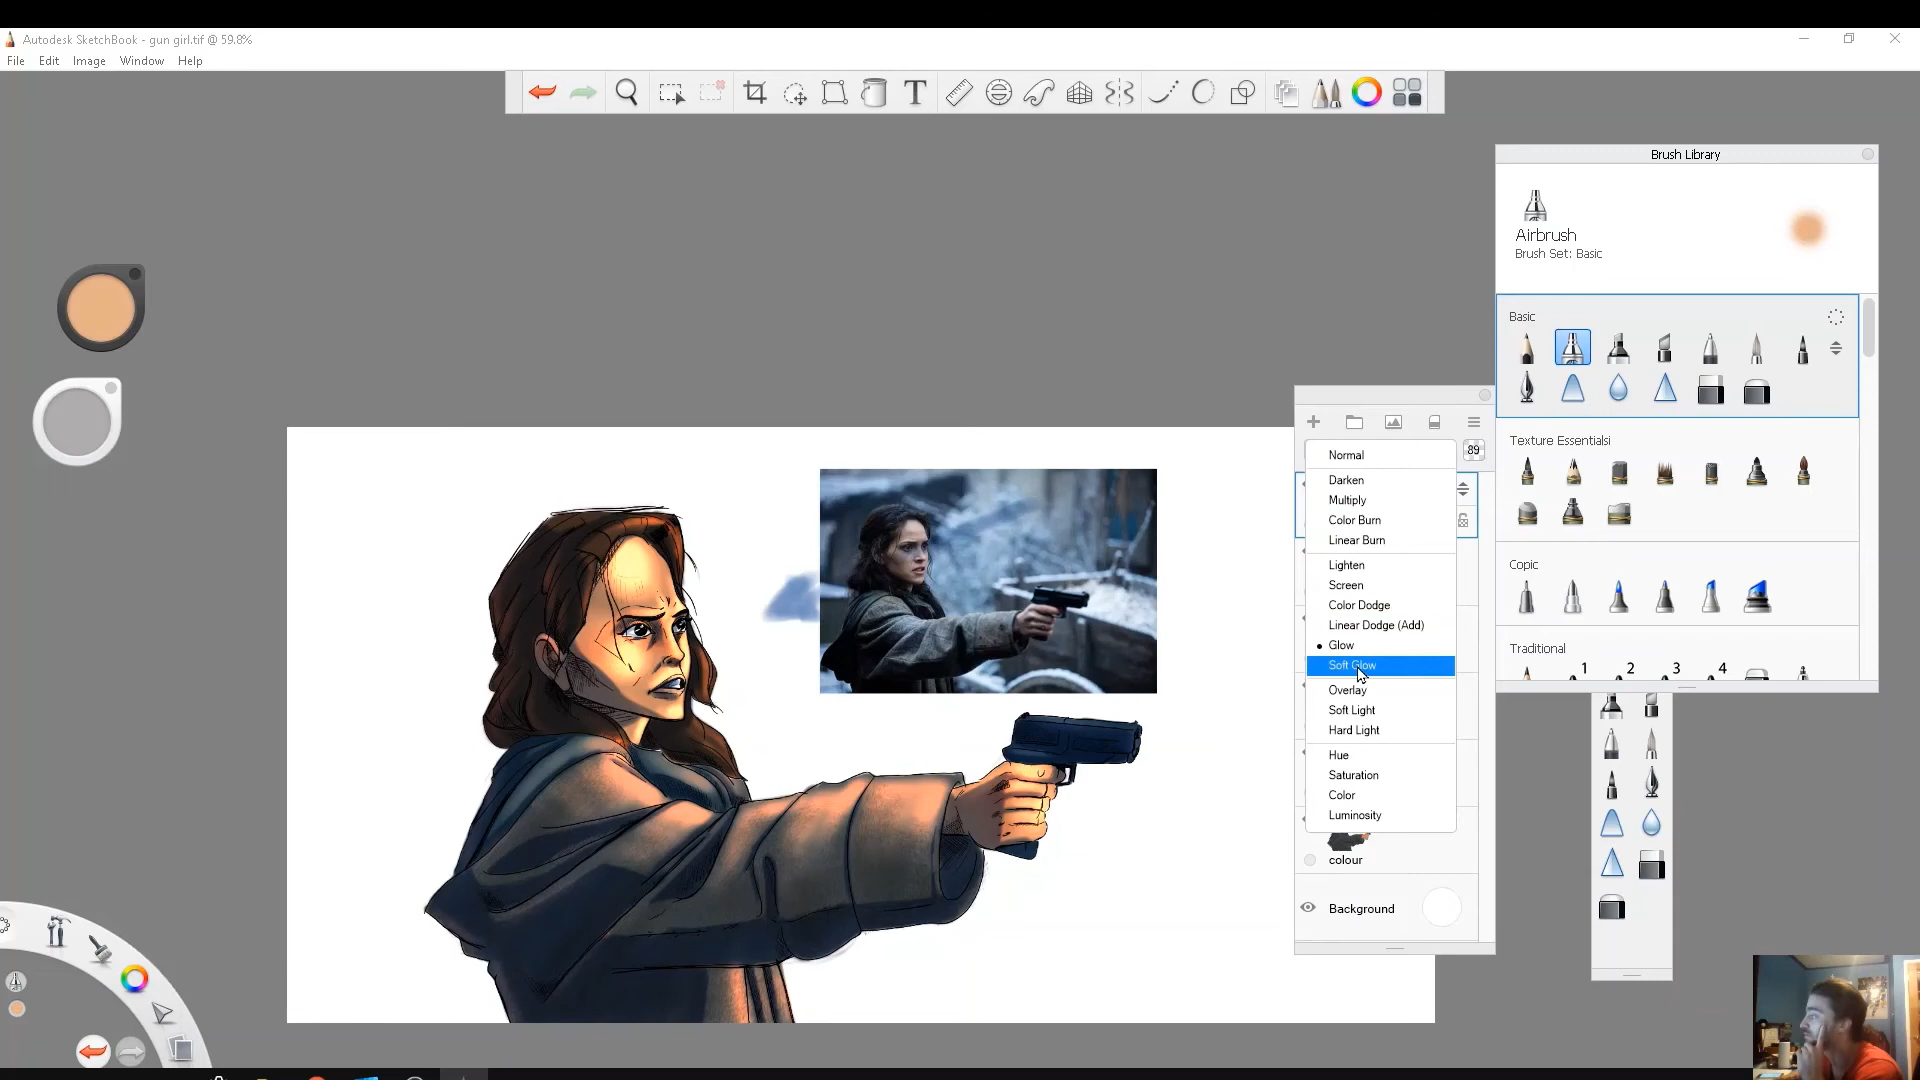 Autodesk SketchBook - gun girl.tif @ 59.8%
File Edit Image Window Help
T
Brush Library
Airbrush
Brush Set: Basic
Basic
89
Normal
Darken
Multiply
Color Burn
Linear Burn
Lighten
Screen
Color Dodge
Linear Dodge (Add)
Glow
Soft Glow
Overlay
Soft Light
Hard Light
Hue
Saturation
Color
Luminosity
colour
Background
Texture Essentialsi
Copic
Traditional
1 2 3 4